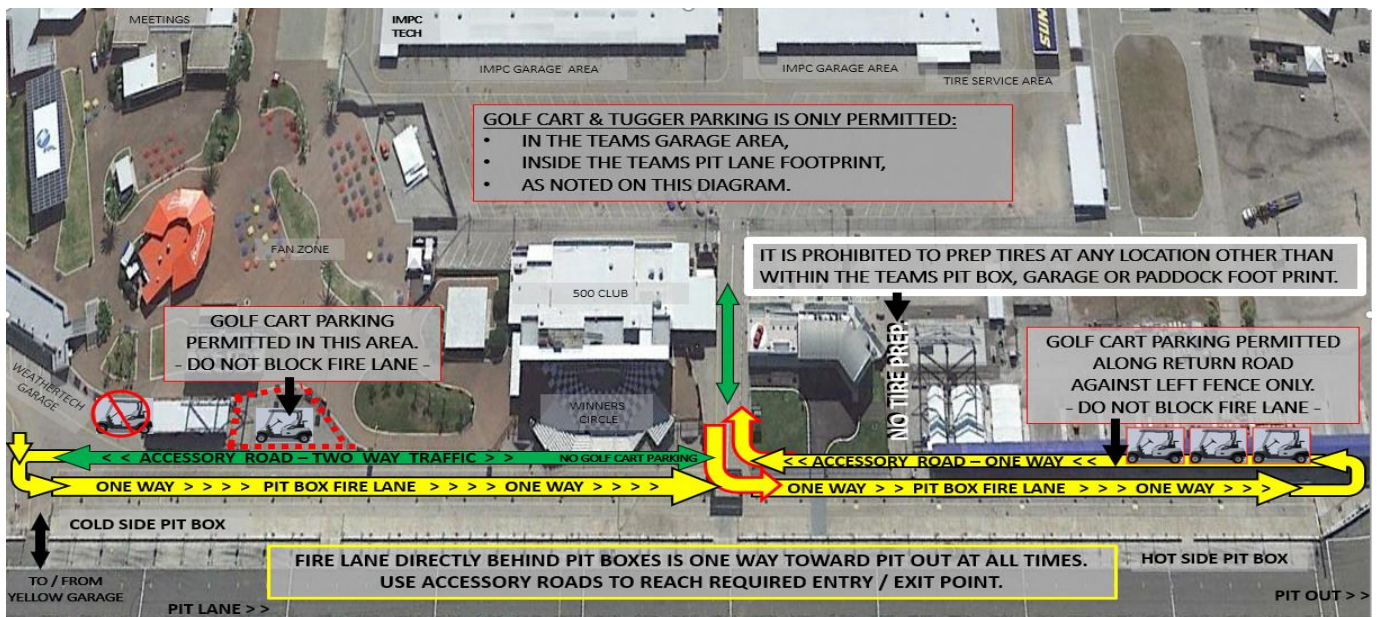 MEETINGS
IMPC
TECH
IMPC GARAGE AREA
IMPC GARAGE AREA
TIRE SERVICE AREA
SUNN
GOLF CART & TUGGER PARKING IS ONLY PERMITTED:
• IN THE TEAMS GARAGE AREA,
• INSIDE THE TEAMS PIT LANE FOOTPRINT,
• AS NOTED ON THIS DIAGRAM.
FAN ZONE
500 CLUB
IT IS PROHIBITED TO PREP TIRES AT ANY LOCATION OTHER THAN
WITHIN THE TEAMS PIT BOX, GARAGE OR PADDOCK FOOT PRINT.
GOLF CART PARKING
PERMITTED IN THIS AREA.
- DO NOT BLOCK FIRE LANE -
NO TIRE PREP
GOLF CART PARKING PERMITTED
ALONG RETURN ROAD
AGAINST LEFT FENCE ONLY.
- DO NOT BLOCK FIRE LANE -
WEATHERTECH
GARAGE
WINNERS
CIRCLE
< < ACCESSORY ROAD – TWO WAY TRAFFIC > >
NO GOLF CART PARKING
<< ACCESSORY ROAD – ONE WAY <<
ONE WAY > > > > PIT BOX FIRE LANE > > > > ONE WAY > > > >
ONE WAY > > PIT BOX FIRE LANE > > > ONE WAY > > >
COLD SIDE PIT BOX
HOT SIDE PIT BOX
FIRE LANE DIRECTLY BEHIND PIT BOXES IS ONE WAY TOWARD PIT OUT AT ALL TIMES.
USE ACCESSORY ROADS TO REACH REQUIRED ENTRY / EXIT POINT.
TO / FROM
YELLOW GARAGE
PIT LANE > >
PIT OUT > >